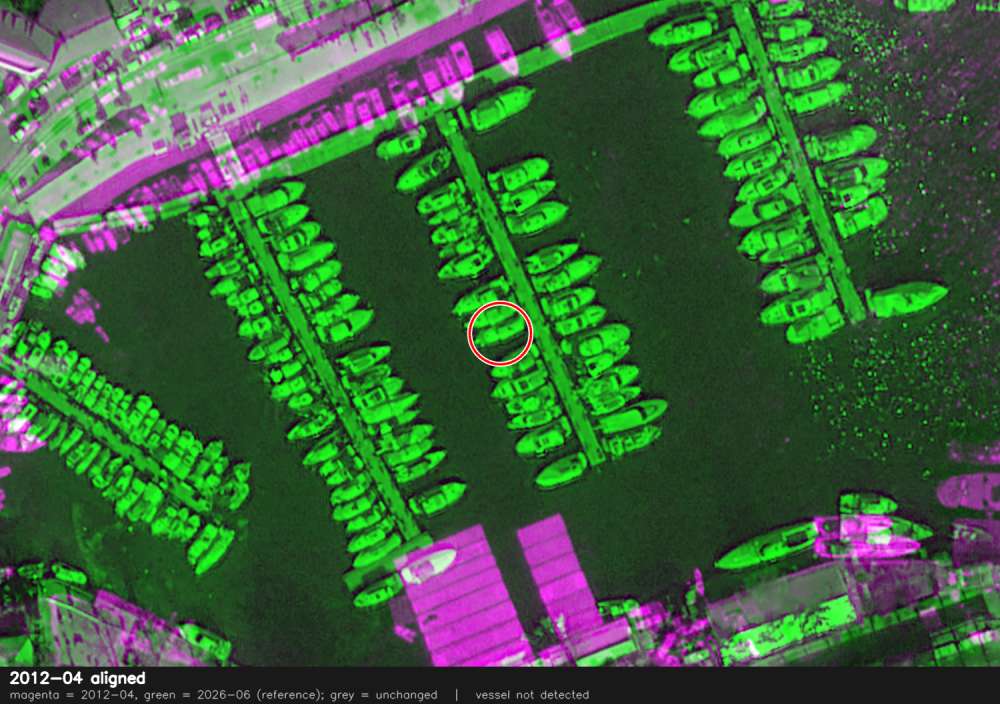 2012-04 aligned
magenta = 2012-04, green = 2026-06 (reference); grey = unchanged | vessel not detected